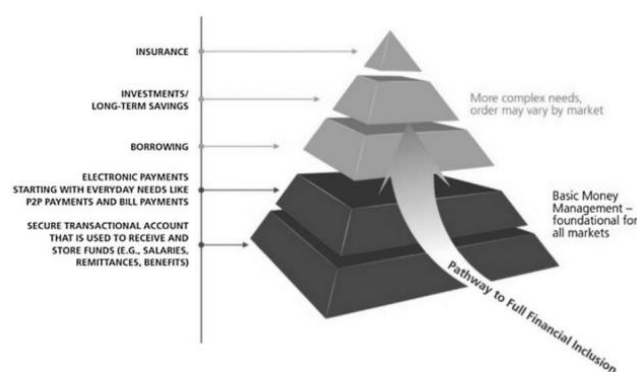 INSURANCE
INVESTMENTS/
LONG-TERM SAVINGS
BORROWING
ELECTRONIC PAYMENTS
STARTING WITH EVERYDAY NEEDS LIKE
P2P PAYMENTS AND BILL PAYMENTS
SECURE TRANSACTIONAL ACCOUNT
THAT IS USED TO RECEIVE AND
STORE FUNDS (E.G., SALARIES,
REMITTANCES, BENEFITS)
More complex needs,
order may vary by market
Basic Money
Management –
foundational for
all markets
Pathway to Full Financial Inclusion